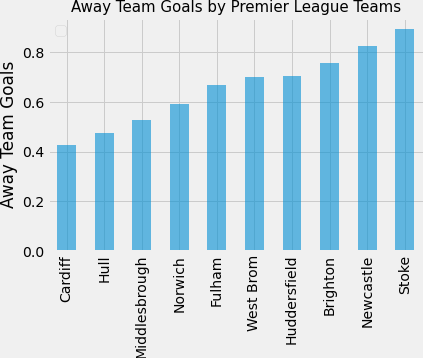 Away Team Goals by Premier League Teams
Away Team Goals
0.8
0.6
0.4
0.2
0.0
Cardiff
Hull
Middlesbrough
Norwich
Fulham
West Brom
Huddersfield
Brighton
Newcastle
Stoke